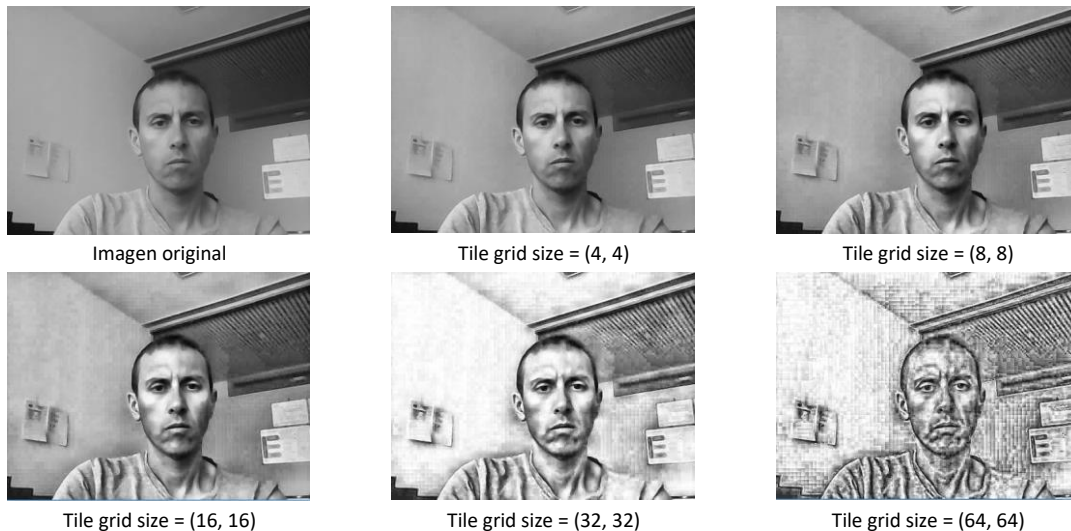 Imagen original
Tile grid size = (4, 4)
Tile grid size = (8, 8)
Tile grid size = (16, 16)
Tile grid size = (32, 32)
Tile grid size = (64, 64)